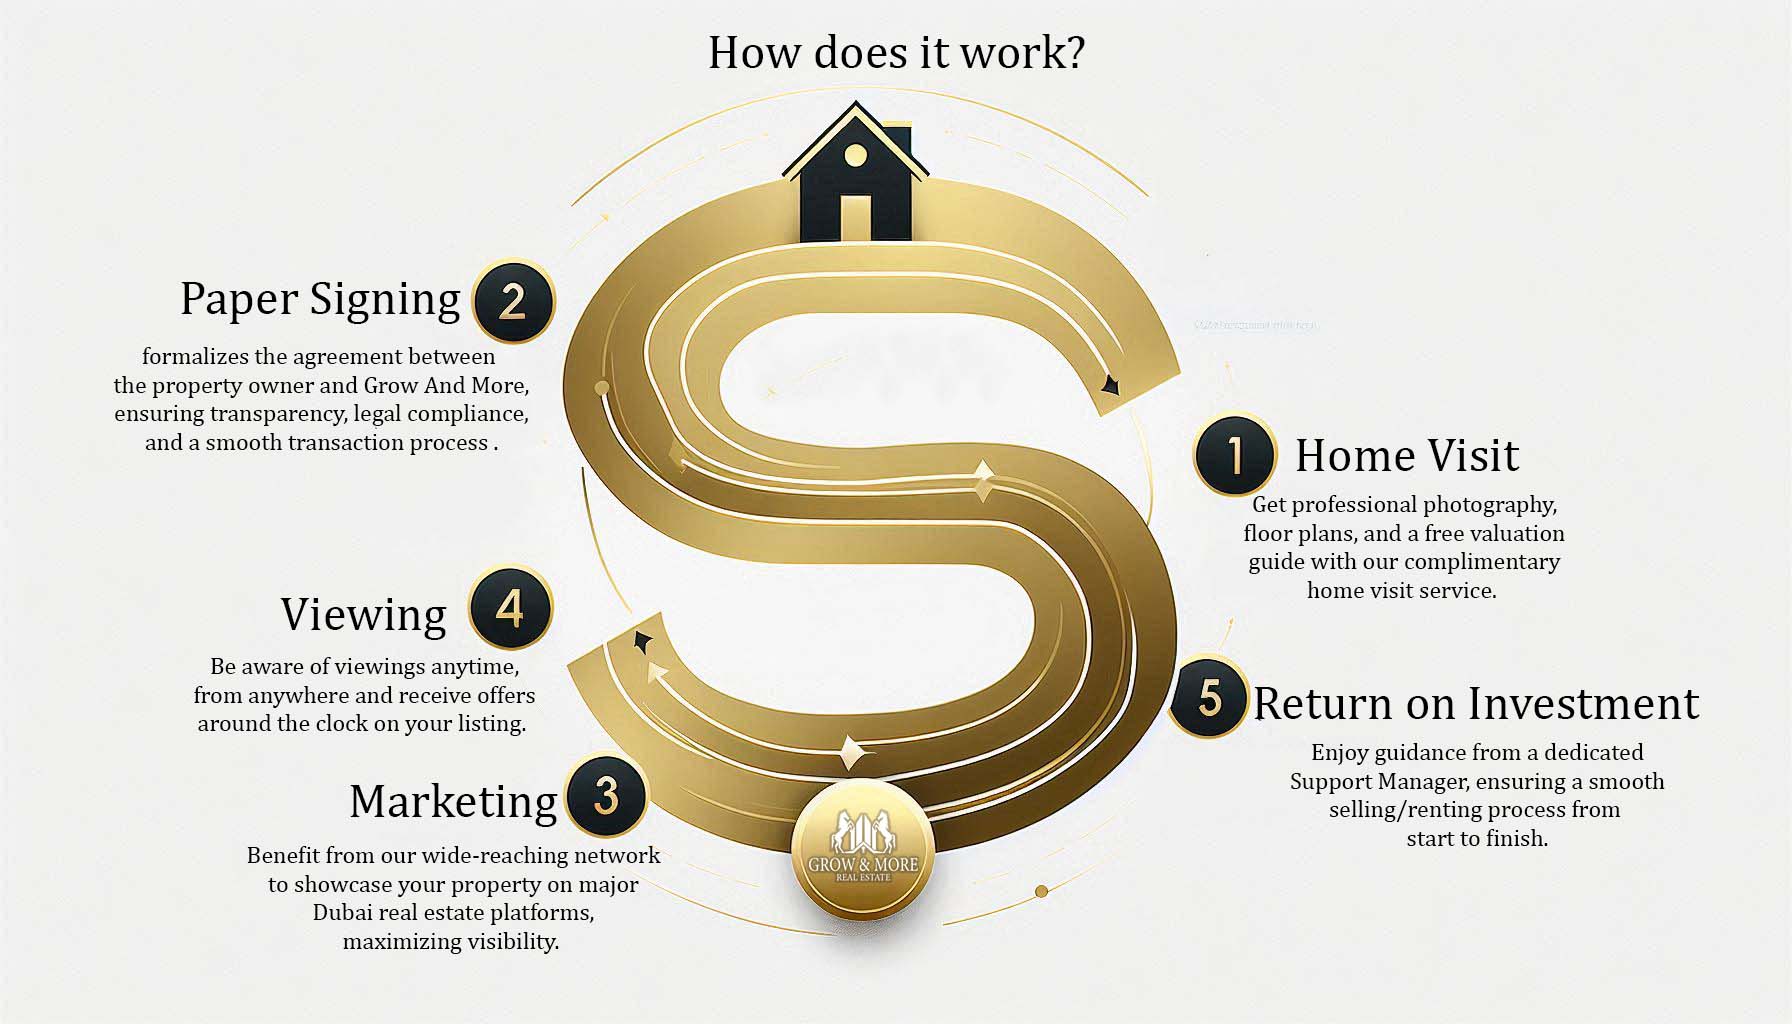 How does it work?
1
Home Visit
Get professional photography,
floor plans, and a free valuation
guide with our complimentary
home visit service.
2
Paper Signing
formalizes the agreement between
the property owner and Grow And More,
ensuring transparency, legal compliance,
and a smooth transaction process .
3
Marketing
Benefit from our wide-reaching network
to showcase your property on major
Dubai real estate platforms,
maximizing visibility.
4
Viewing
Be aware of viewings anytime,
from anywhere and receive offers
around the clock on your listing.
5
Return on Investment
Enjoy guidance from a dedicated
Support Manager, ensuring a smooth
selling/renting process from
start to finish.
GROW & MORE
REAL ESTATE